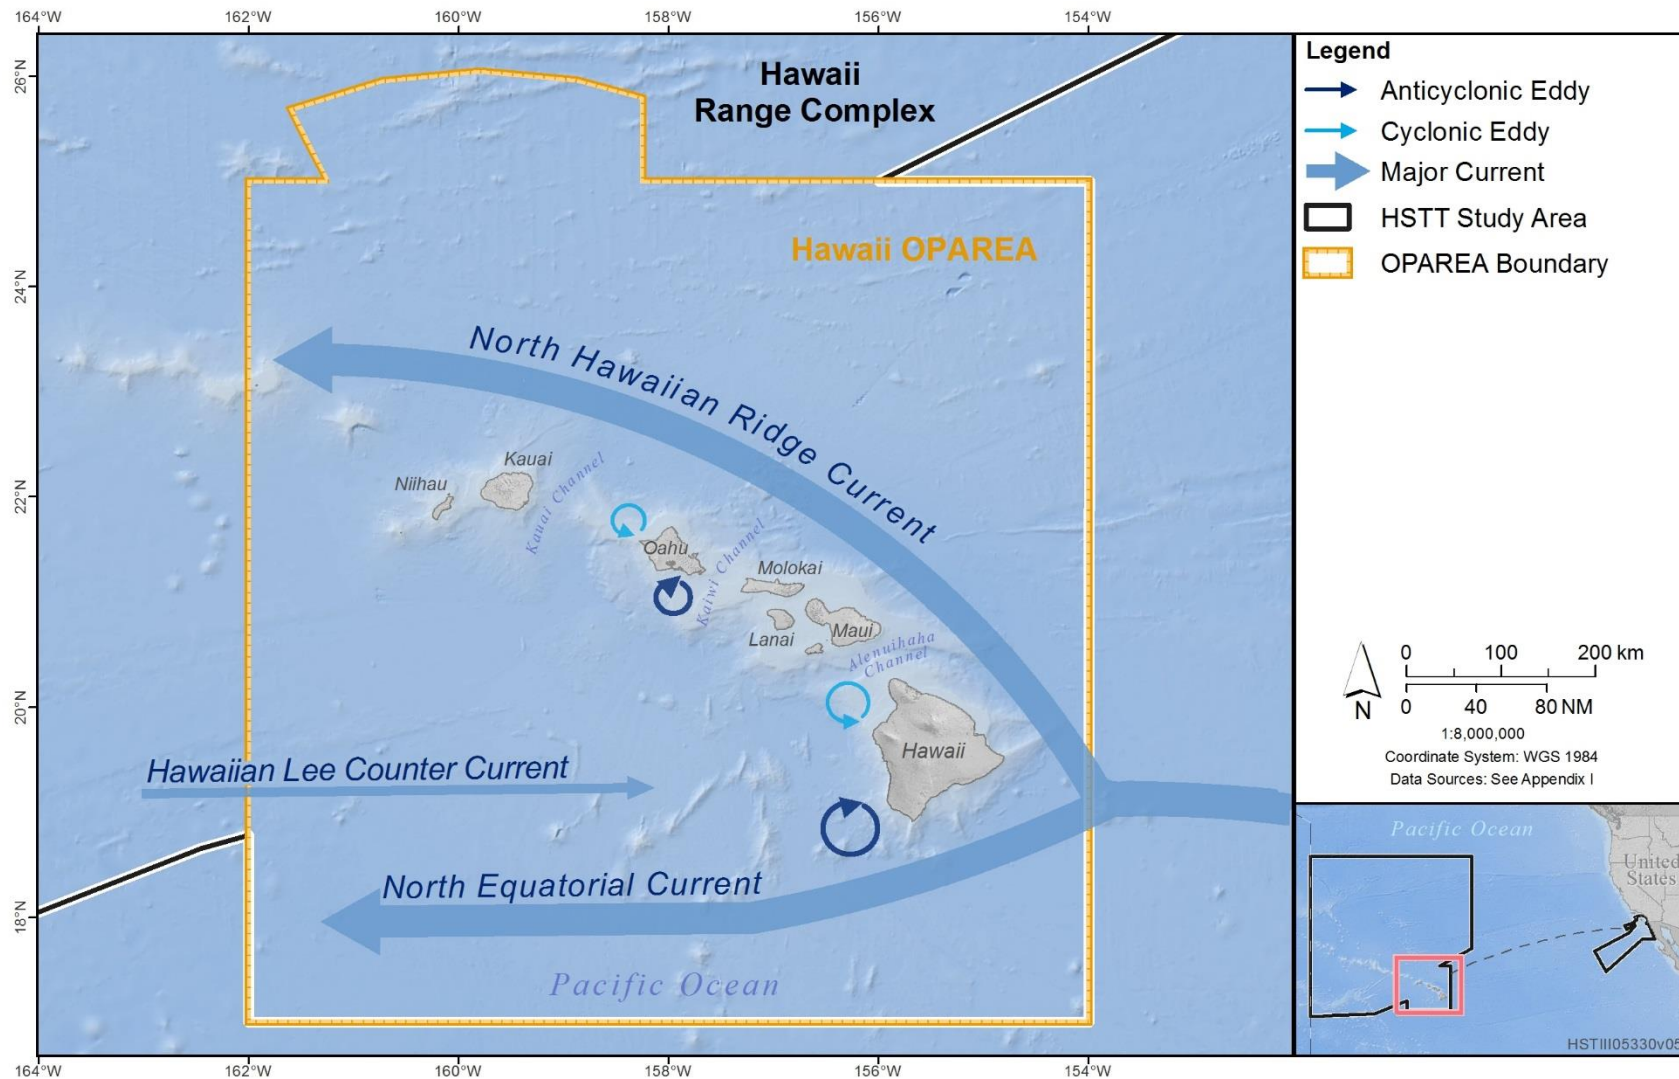 164°W 162°W 160°W 158°W 156°W 154°W
26°N
24°N
22°N
20°N
18°N
Hawaii
Range Complex
Hawaii OPAREA
North Hawaiian Ridge Current
Kauai
Niihau
Kauai Channel
Oahu
Kaiwi Channel
Molokai
Lanai
Maui
Alenuihaha
Channel
Hawaii
Hawaiian Lee Counter Current
North Equatorial Current
Pacific Ocean
164°W 162°W 160°W 158°W 156°W 154°W
Legend
Anticyclonic Eddy
Cyclonic Eddy
Major Current
HSTT Study Area
OPAREA Boundary
N
0 100 200 km
0 40 80 NM
1:8,000,000
Coordinate System: WGS 1984
Data Sources: See Appendix I
Pacific Ocean
United
States
HSTIII05330v05